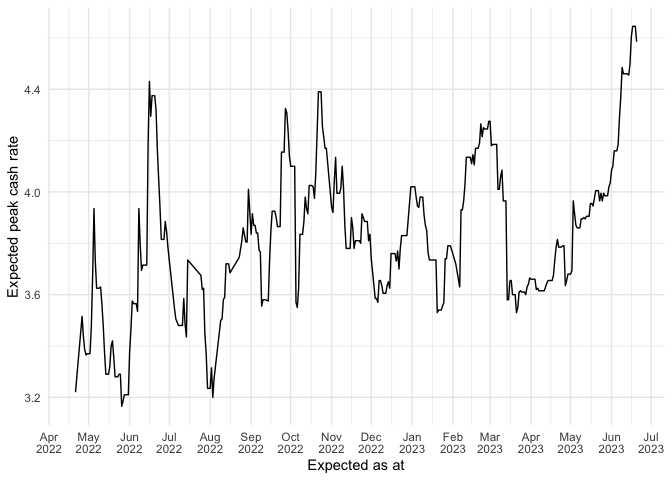 Expected peak cash rate
4.4
4.0
3.6
3.2
Apr May Jun Jul Aug Sep Oct Nov Dec Jan Feb Mar Apr May Jun Jul
2022 2022 2022 2022 2022 2022 2022 2022 2022 2023 2023 2023 2023 2023 2023 2023
Expected as at